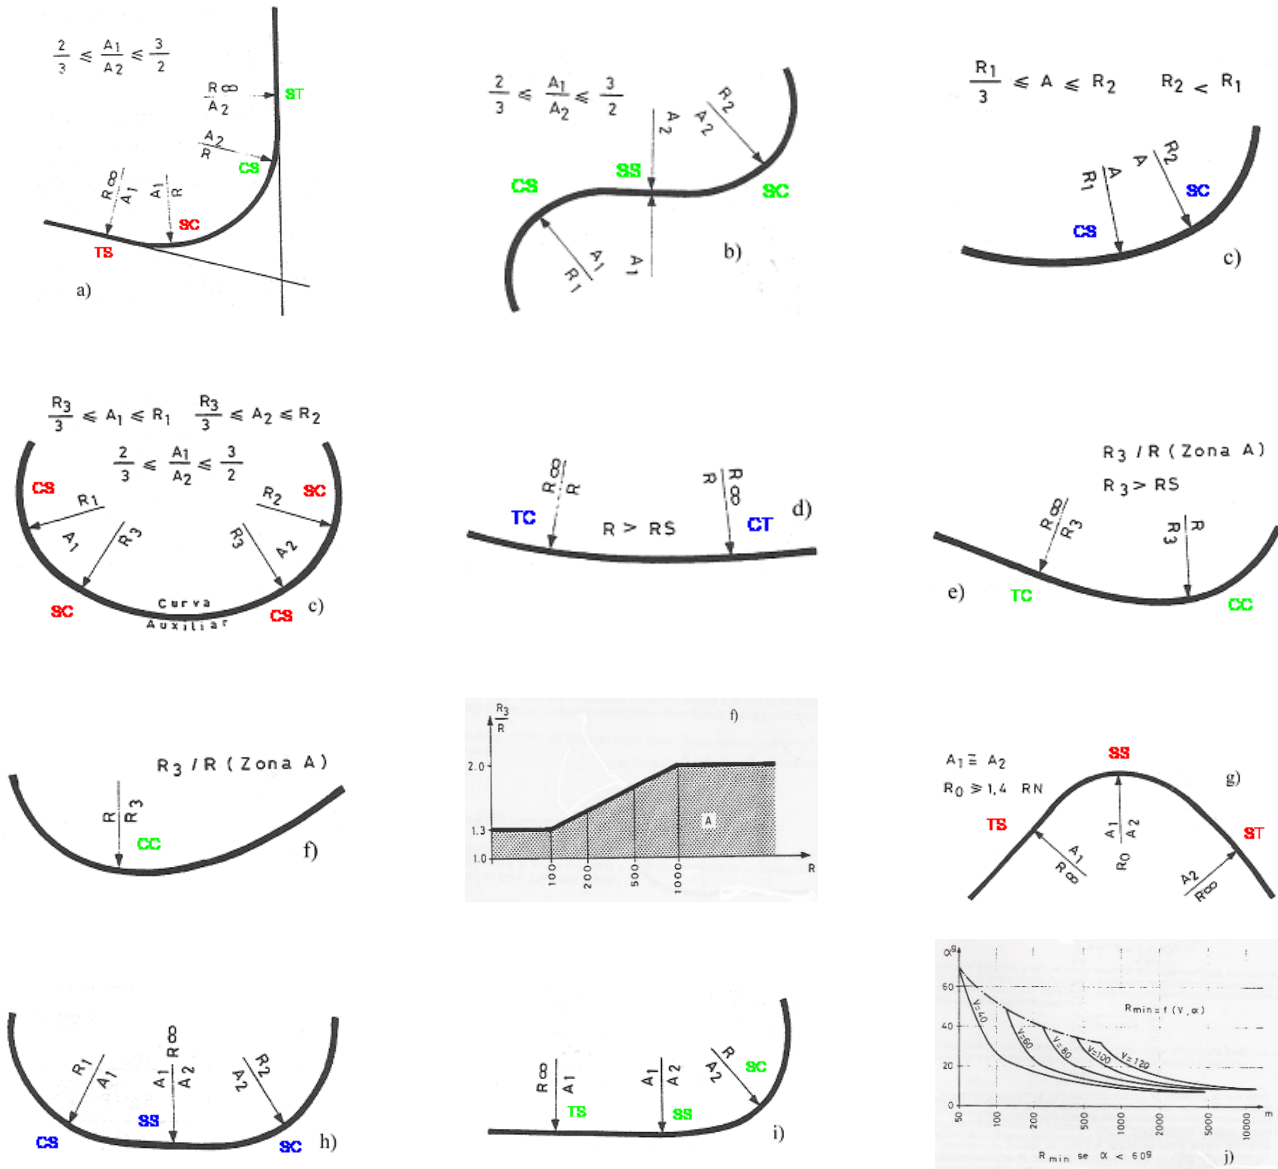 2/3 ⩽ A1/A2 ⩽ 3/2
R∞
A2
ST
A2
R
CS
R∞
A1
A1
R
SC
TS
a)
2/3 ⩽ A1/A2 ⩽ 3/2
A2
R2
A2
SS
CS
SC
A1
R1
A1
b)
R1/3 ⩽ A ⩽ R2 R2 < R1
A
R1
R2
A
SC
CS
c)
R3/3 ⩽ A1 ⩽ R1 R3/3 ⩽ A2 ⩽ R2
2/3 ⩽ A1/A2 ⩽ 3/2
CS
SC
R1
A1
R3
R2
A2
R3
SC
Curva
Auxiliar
CS
c)
R∞
R
R∞
R
TC
R > RS
CT
d)
R3/R (Zona A)
R3 > RS
R∞
R3
R
R3
TC
CC
e)
R3/R (Zona A)
R
R3
CC
f)
R3/R
f)
2.0
1.3
1.0
A
100
200
500
1000
R
A1 ≅ A2
R0 ⩾ 1,4 RN
SS
g)
TS
ST
A1
R∞
A1
A2
R0
A2
R∞
R1
A1
R∞
A1
A2
R2
A2
SS
CS
SC
h)
R∞
A1
A1
A2
R
A2
TS
SS
SC
i)
αg
60
40
20
0
Rmin=f(V,α)
V=40
V=60
V=80
V=100
V=120
50
100
200
500
1000
2000
5000
10000
m
Rmin se α < 60g
j)